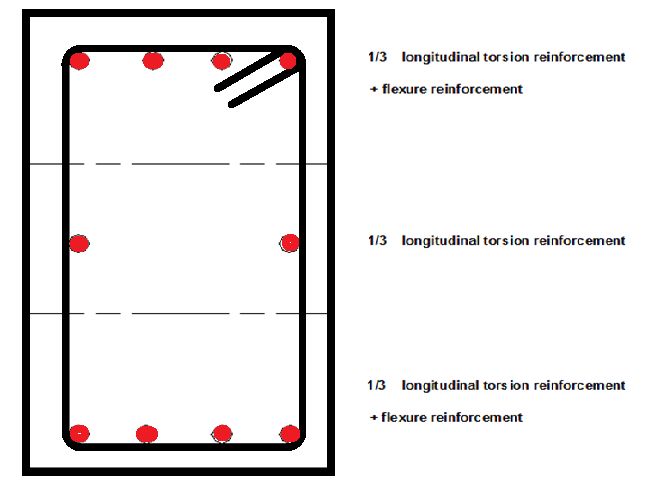 1/3 longitudinal torsion reinforcement
+ flexure reinforcement
1/3 longitudinal torsion reinforcement
1/3 longitudinal torsion reinforcement
+ flexure reinforcement